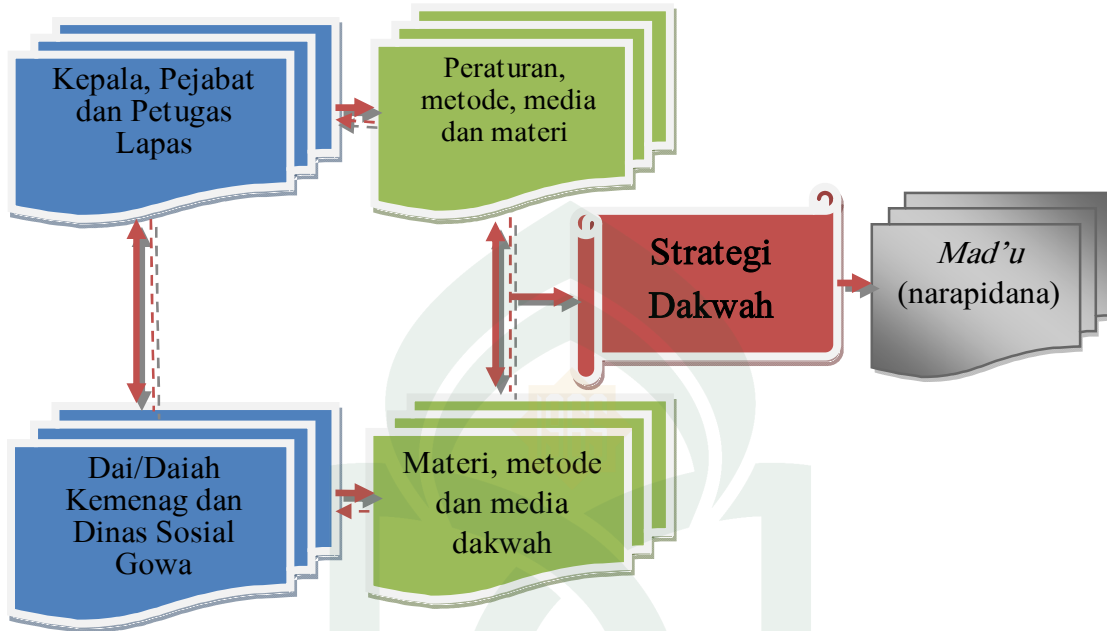 Kepala, Pejabat
dan Petugas
Lapas
Peraturan,
metode, media
dan materi
Strategi
Dakwah
Mad’u
(narapidana)
Dai/Daiah
Kemenag dan
Dinas Sosial
Gowa
Materi, metode
dan media
dakwah